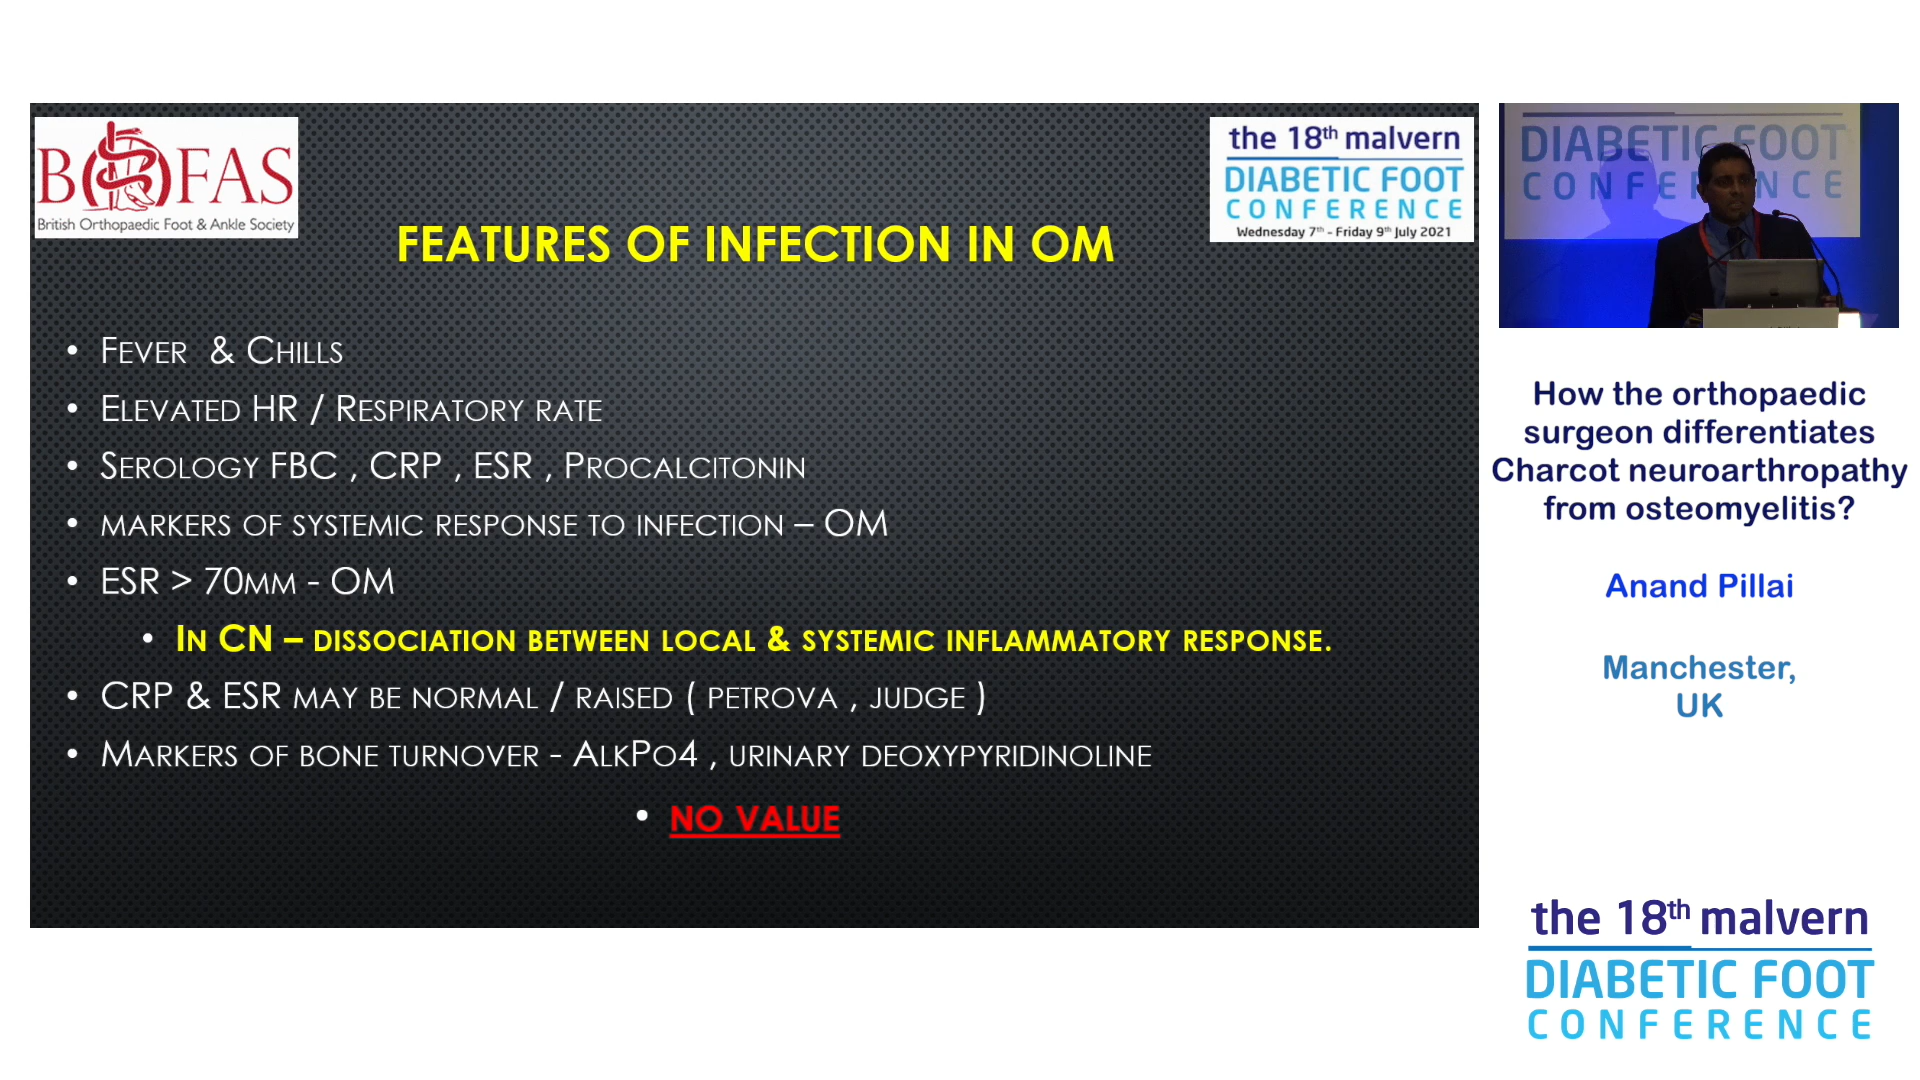 BOFAS
British Orthopaedic Foot & Ankle Society
the 18th malvern
DIABETIC FOOT
CONFERENCE
Wednesday 7th - Friday 9th July 2021
FEATURES OF INFECTION IN OM
• FEVER & CHILLS
• ELEVATED HR / RESPIRATORY RATE
• SEROLOGY FBC , CRP , ESR , PROCALCITONIN
• MARKERS OF SYSTEMIC RESPONSE TO INFECTION – OM
• ESR > 70MM - OM
• IN CN – DISSOCIATION BETWEEN LOCAL & SYSTEMIC INFLAMMATORY RESPONSE.
• CRP & ESR MAY BE NORMAL / RAISED ( PETROVA , JUDGE )
• MARKERS OF BONE TURNOVER - ALKPO4 , URINARY DEOXYPYRIDINOLINE
• NO VALUE
DIABETIC FOOT
CONFERENCE
How the orthopaedic
surgeon differentiates
Charcot neuroarthropathy
from osteomyelitis?
Anand Pillai
Manchester,
UK
the 18th malvern
DIABETIC FOOT
CONFERENCE